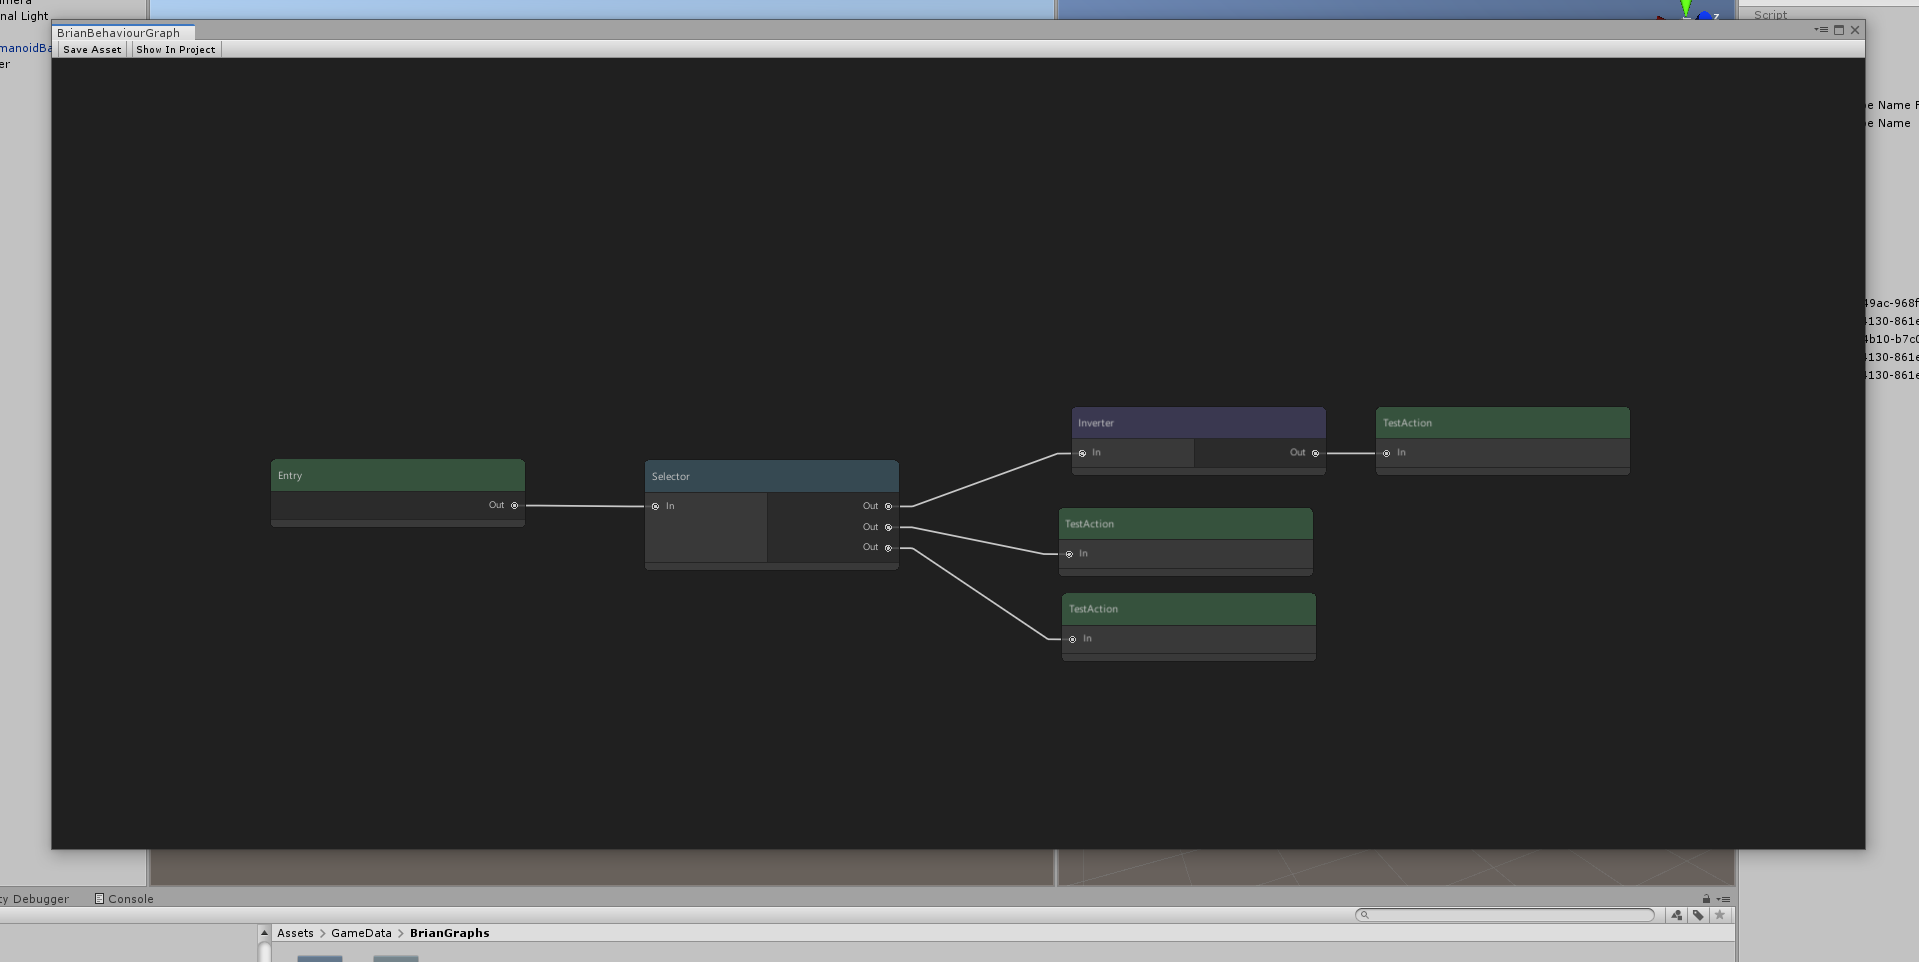 nal Light
Script
BrianBehaviourGraph
Save Asset
Show In Project
er
Name
Name
Inverter
In
Out
TestAction
In
Entry
Out
Selector
In
Out
Out
Out
TestAction
In
TestAction
In
9ac-968f
130-861e
4b10-b7c0
130-861e
130-861e
Debugger
Console
Assets > GameData > BrianGraphs